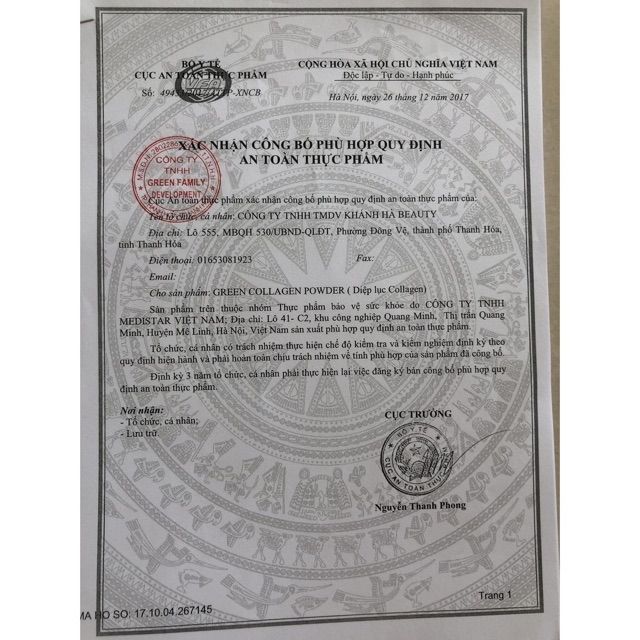 BỘ Y TẾ
CỤC AN TOÀN THỰC PHẨM
Số:
CỘNG HÒA XÃ HỘI CHỦ NGHĨA VIỆT NAM
Độc lập - Tự do - Hạnh phúc
Hà Nội, ngày 26 tháng 12 năm 2017
XÁC NHẬN CÔNG BỐ PHÙ HỢP QUY ĐỊNH
AN TOÀN THỰC PHẨM
CÔNG TY
TNHH
GREEN FAMILY
DEVELOPMENT
Cục An toàn thực phẩm xác nhận công bố phù hợp quy định an toàn thực phẩm của:
Tên tổ chức, cá nhân: CÔNG TY TNHH TMDV KHÁNH HÀ BEAUTY
Địa chỉ: Lô 555, MBQH 530/UBND-QLĐT, Phường Đông Vệ, thành phố Thanh Hóa,
tỉnh Thanh Hóa
Điện thoại: 01653081923 Fax:
Email:
Cho sản phẩm: GREEN COLLAGEN POWDER ( Diệp lục Collagen)
Sản phẩm trên thuộc nhóm Thực phẩm bảo vệ sức khỏe do CÔNG TY TNHH
MEDISTAR VIỆT NAM; Địa chỉ: Lô 41- C2, khu công nghiệp Quang Minh, Thị trấn Quang
Minh, Huyện Mê Linh, Hà Nội, Việt Nam sản xuất phù hợp quy định an toàn thực phẩm.
Tổ chức, cá nhân có trách nhiệm thực hiện chế độ kiểm tra và kiểm nghiệm định kỳ theo
quy định hiện hành và phải hoàn toàn chịu trách nhiệm về tính phù hợp của sản phẩm đã công bố.
Định kỳ 3 năm tổ chức, cá nhân phải thực hiện lại việc đăng ký bản công bố phù hợp quy
định an toàn thực phẩm.
Nơi nhận:
- Tổ chức, cá nhân;
- Lưu trữ.
CỤC TRƯỞNG
BỘ Y TẾ
CỤC AN TOÀN THỰC PHẨM
Nguyễn Thanh Phong
Trang 1
MA HO SO: 17.10.04.267145